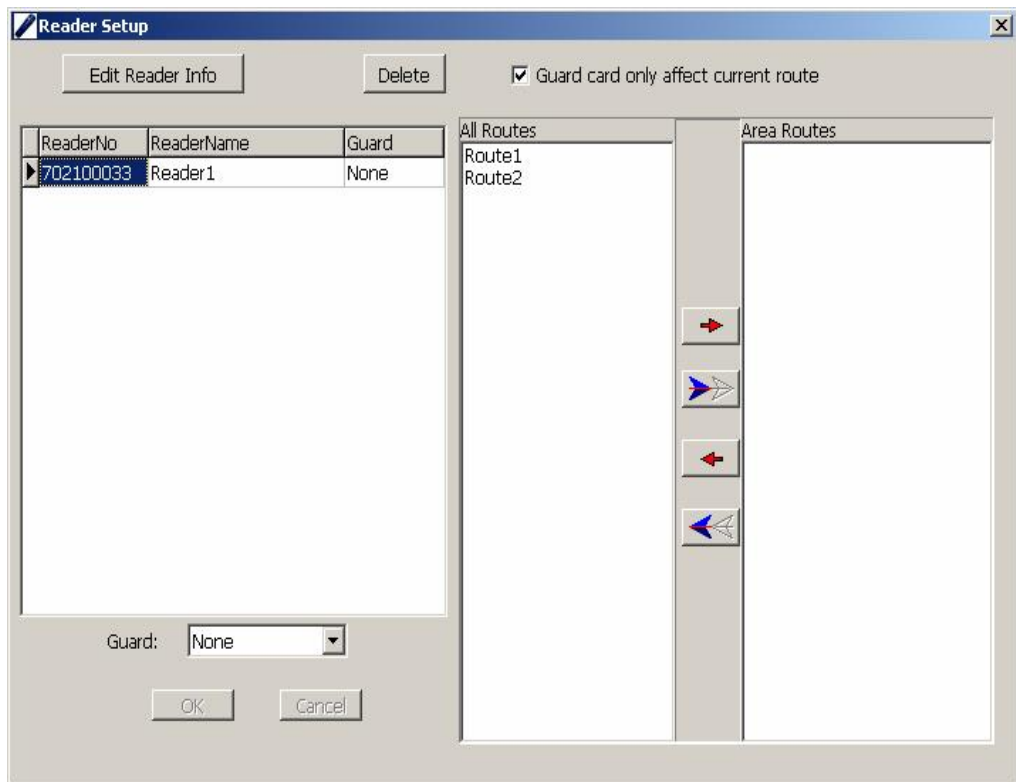 Reader Setup
Edit Reader Info
Delete
Guard card only affect current route
ReaderNo ReaderName Guard
702100033 Reader1 None
All Routes
Route1
Route2
Area Routes
Guard: None
OK
Cancel